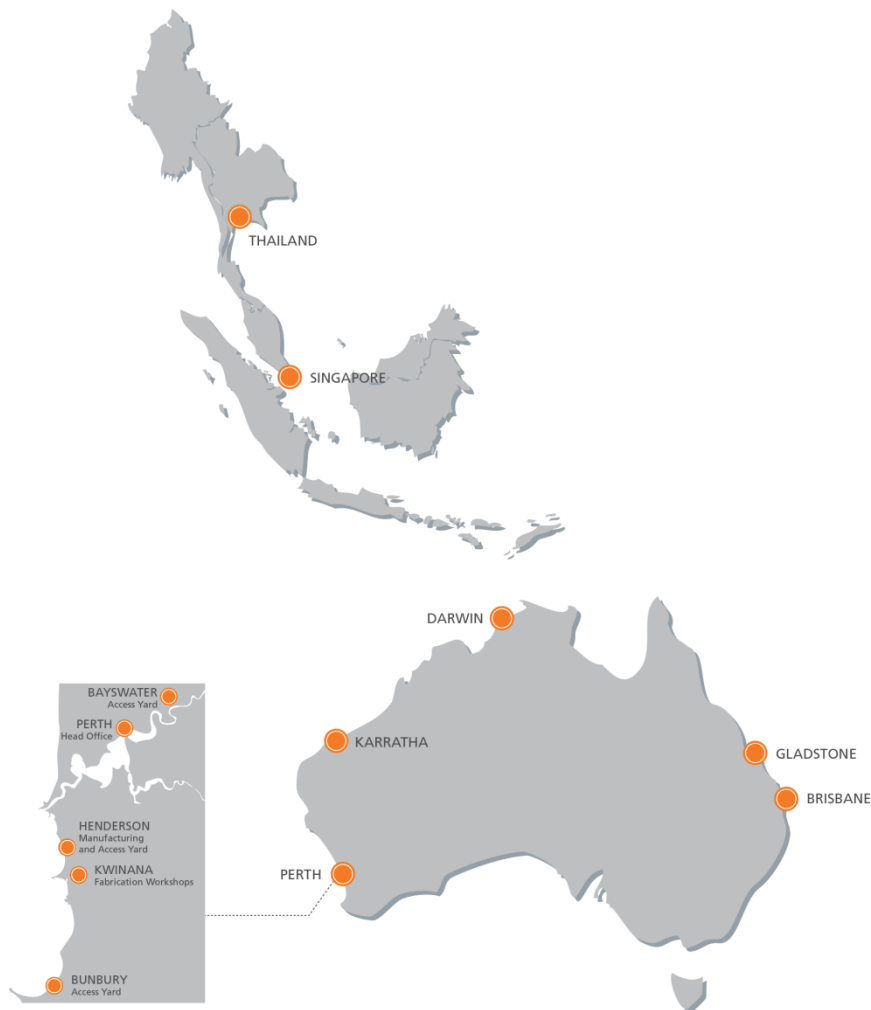 THAILAND
SINGAPORE
DARWIN
KARRATHA
GLADSTONE
BRISBANE
PERTH
BAYSWATER
Access Yard
PERTH
Head Office
HENDERSON
Manufacturing
and Access Yard
KWINANA
Fabrication Workshops
BUNBURY
Access Yard